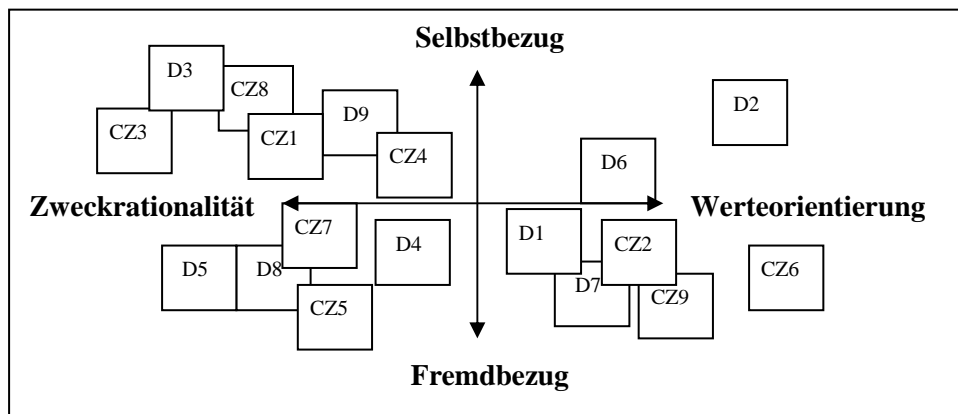 Selbstbezug
D3
CZ8
D9
D2
CZ3
CZ1
CZ4
D6
Zweckrationalität
Werteorientierung
CZ7
D1
CZ2
D4
D5
D8
CZ6
D7
CZ9
CZ5
Fremdbezug